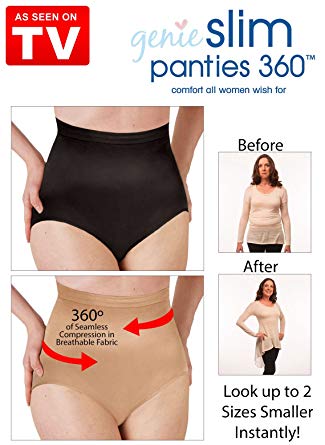 AS SEEN ON
TV
genie slim
panties 360™
comfort all women wish for
Before
After
360º
of Seamless
Compression in
Breathable Fabric
Look up to 2
Sizes Smaller
Instantly!